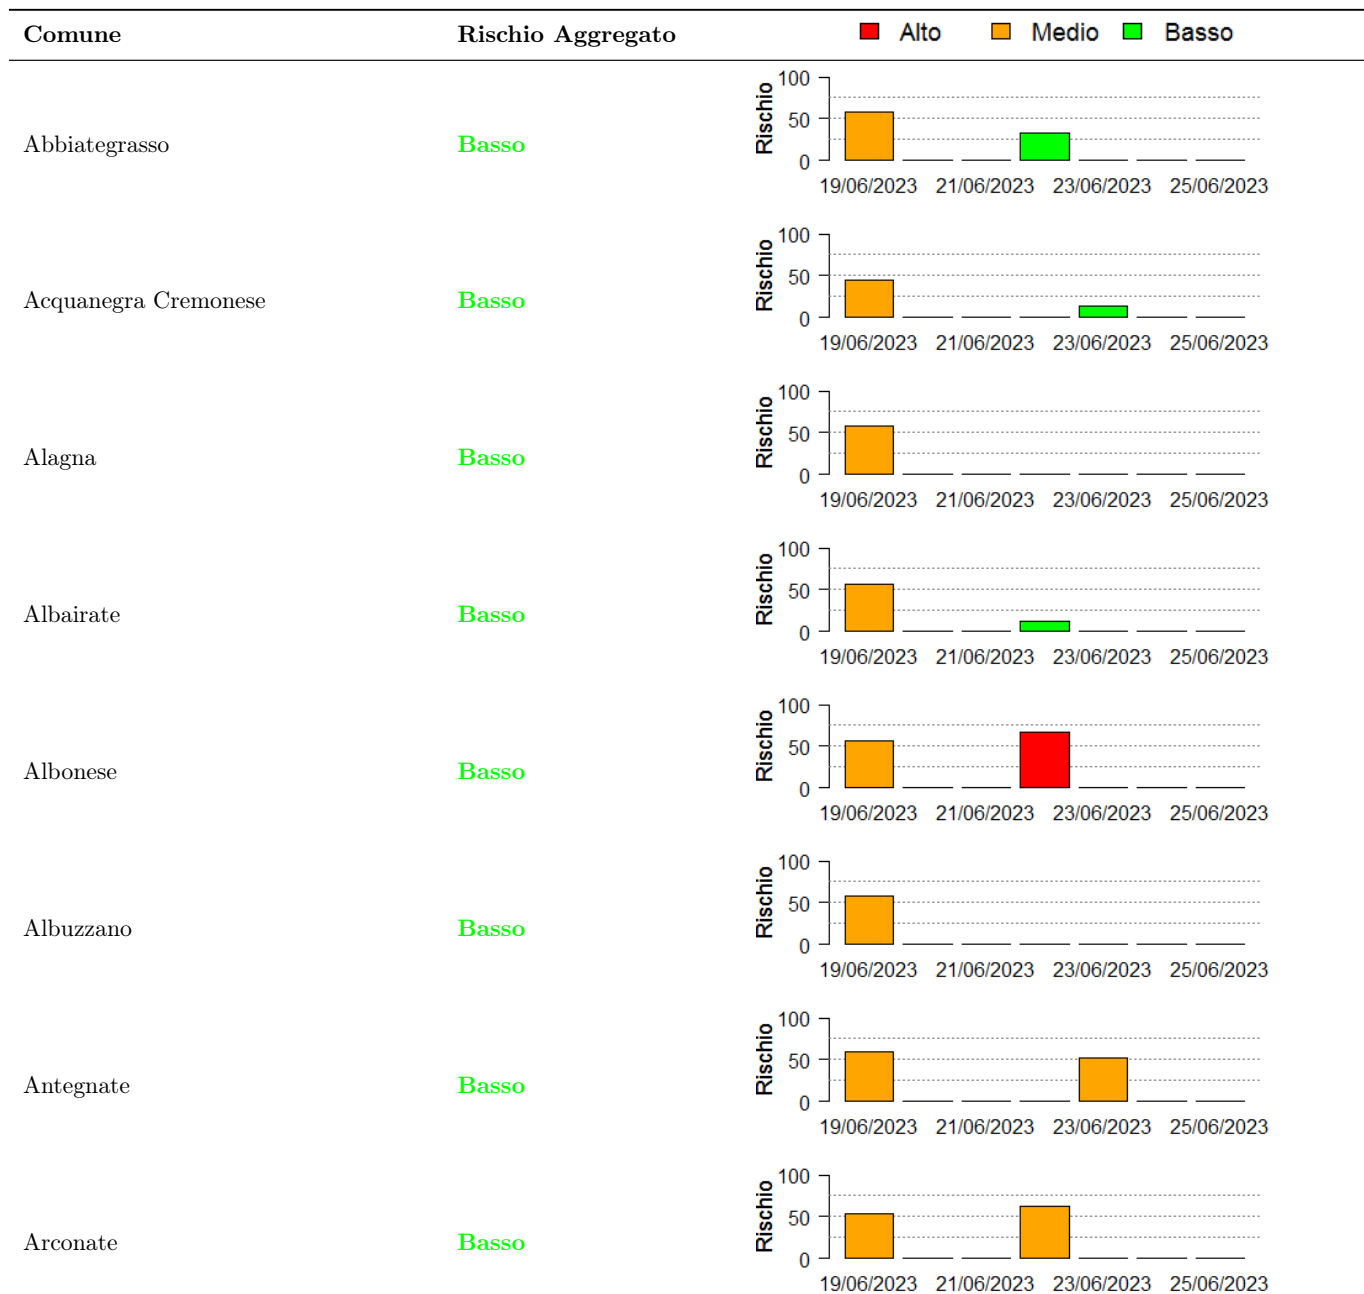 Comune Rischio Aggregato Alto Medio Basso
100
50
0
Rischio
Abbiategrasso Basso
19/06/2023 21/06/2023 23/06/2023 25/06/2023
100
50
0
Rischio
Acquanegra Cremonese Basso
19/06/2023 21/06/2023 23/06/2023 25/06/2023
100
50
0
Rischio
Alagna Basso
19/06/2023 21/06/2023 23/06/2023 25/06/2023
100
50
0
Rischio
Albairate Basso
19/06/2023 21/06/2023 23/06/2023 25/06/2023
100
50
0
Rischio
Albonese Basso
19/06/2023 21/06/2023 23/06/2023 25/06/2023
100
50
0
Rischio
Albuzzano Basso
19/06/2023 21/06/2023 23/06/2023 25/06/2023
100
50
0
Rischio
Antegnate Basso
19/06/2023 21/06/2023 23/06/2023 25/06/2023
100
50
0
Rischio
Arconate Basso
19/06/2023 21/06/2023 23/06/2023 25/06/2023